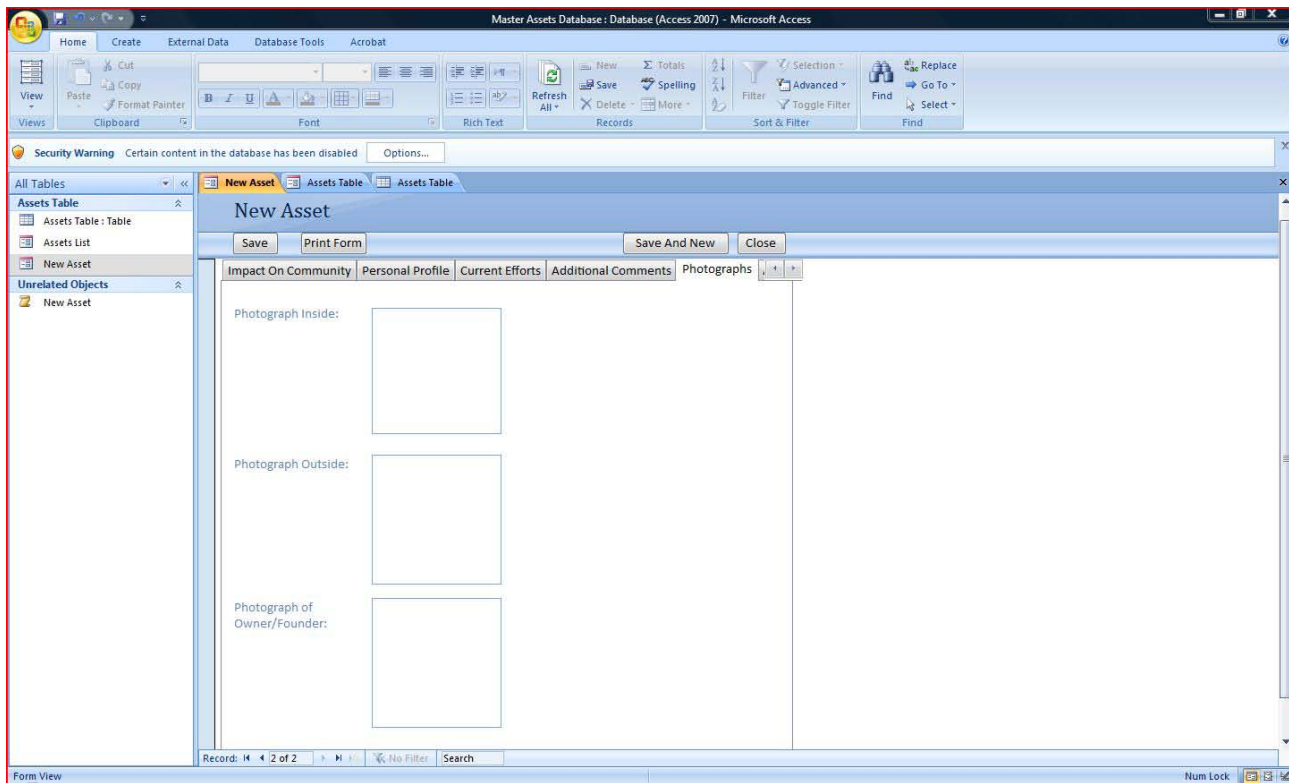 Master Assets Database : Database (Access 2007) - Microsoft Access
Home Create External Data Database Tools Acrobat
View
Views
Paste
Cut
Copy
Format Painter
Clipboard
B I U
Font
Rich Text
Refresh All
New
Save
Delete
Σ Totals
Spelling
More
Records
Filter
Selection
Advanced
Toggle Filter
Sort & Filter
Find
Replace
Go To
Select
Find
Security Warning Certain content in the database has been disabled Options...
All Tables
Assets Table
Assets Table : Table
Assets List
New Asset
Unrelated Objects
New Asset
New Asset Assets Table Assets Table
New Asset
Save Print Form Save And New Close
Impact On Community Personal Profile Current Efforts Additional Comments Photographs
Photograph Inside:
Photograph Outside:
Photograph of
Owner/Founder:
Record: 2 of 2 No Filter Search
Form View Num Lock